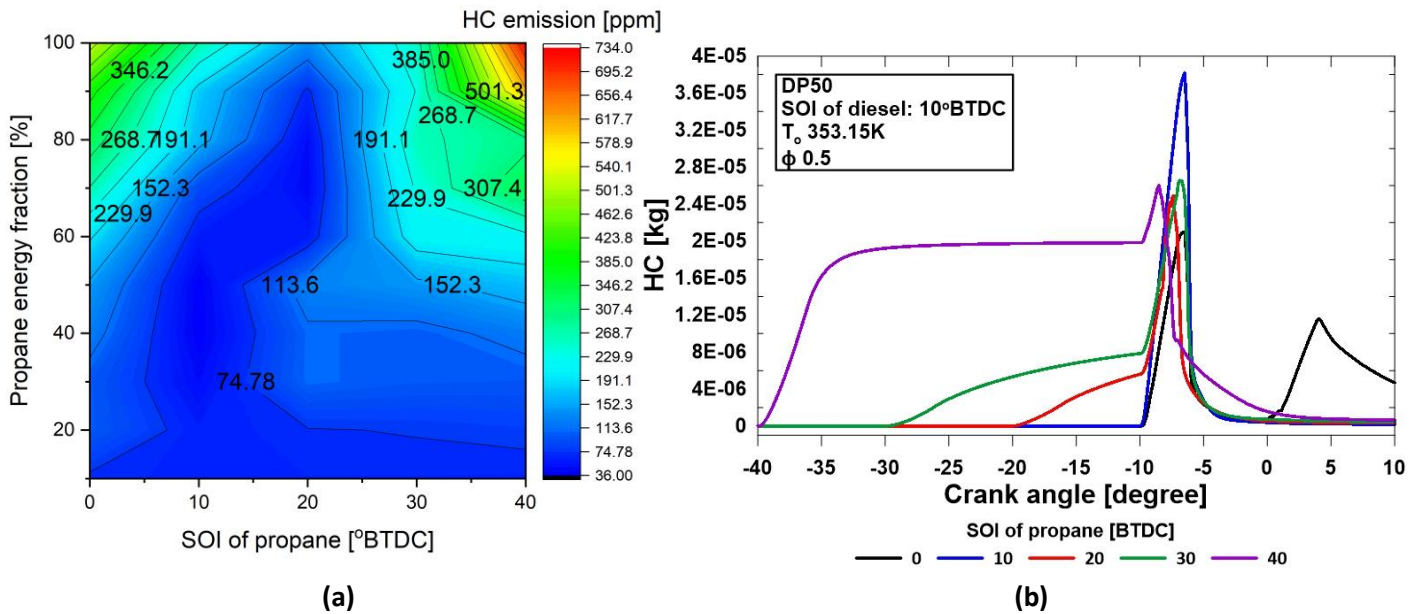 HC emission [ppm]
100
80
60
40
20
Propane energy fraction [%]
346.2
385.0
501.3
268.7
268.7
191.1
191.1
152.3
307.4
229.9
229.9
113.6
152.3
74.78
0
10
20
30
40
SOI of propane [°BTDC]
734.0
695.2
656.4
617.7
578.9
540.1
501.3
462.6
423.8
385.0
346.2
307.4
268.7
229.9
191.1
152.3
113.6
74.78
36.00
(a)
4E-05
3.6E-05
3.2E-05
2.8E-05
2.4E-05
2E-05
1.6E-05
1.2E-05
8E-06
4E-06
0
HC [kg]
DP50
SOI of diesel: 10°BTDC
To 353.15K
ϕ 0.5
-40
-35
-30
-25
-20
-15
-10
-5
0
5
10
Crank angle [degree]
SOI of propane [BTDC]
0
10
20
30
40
(b)